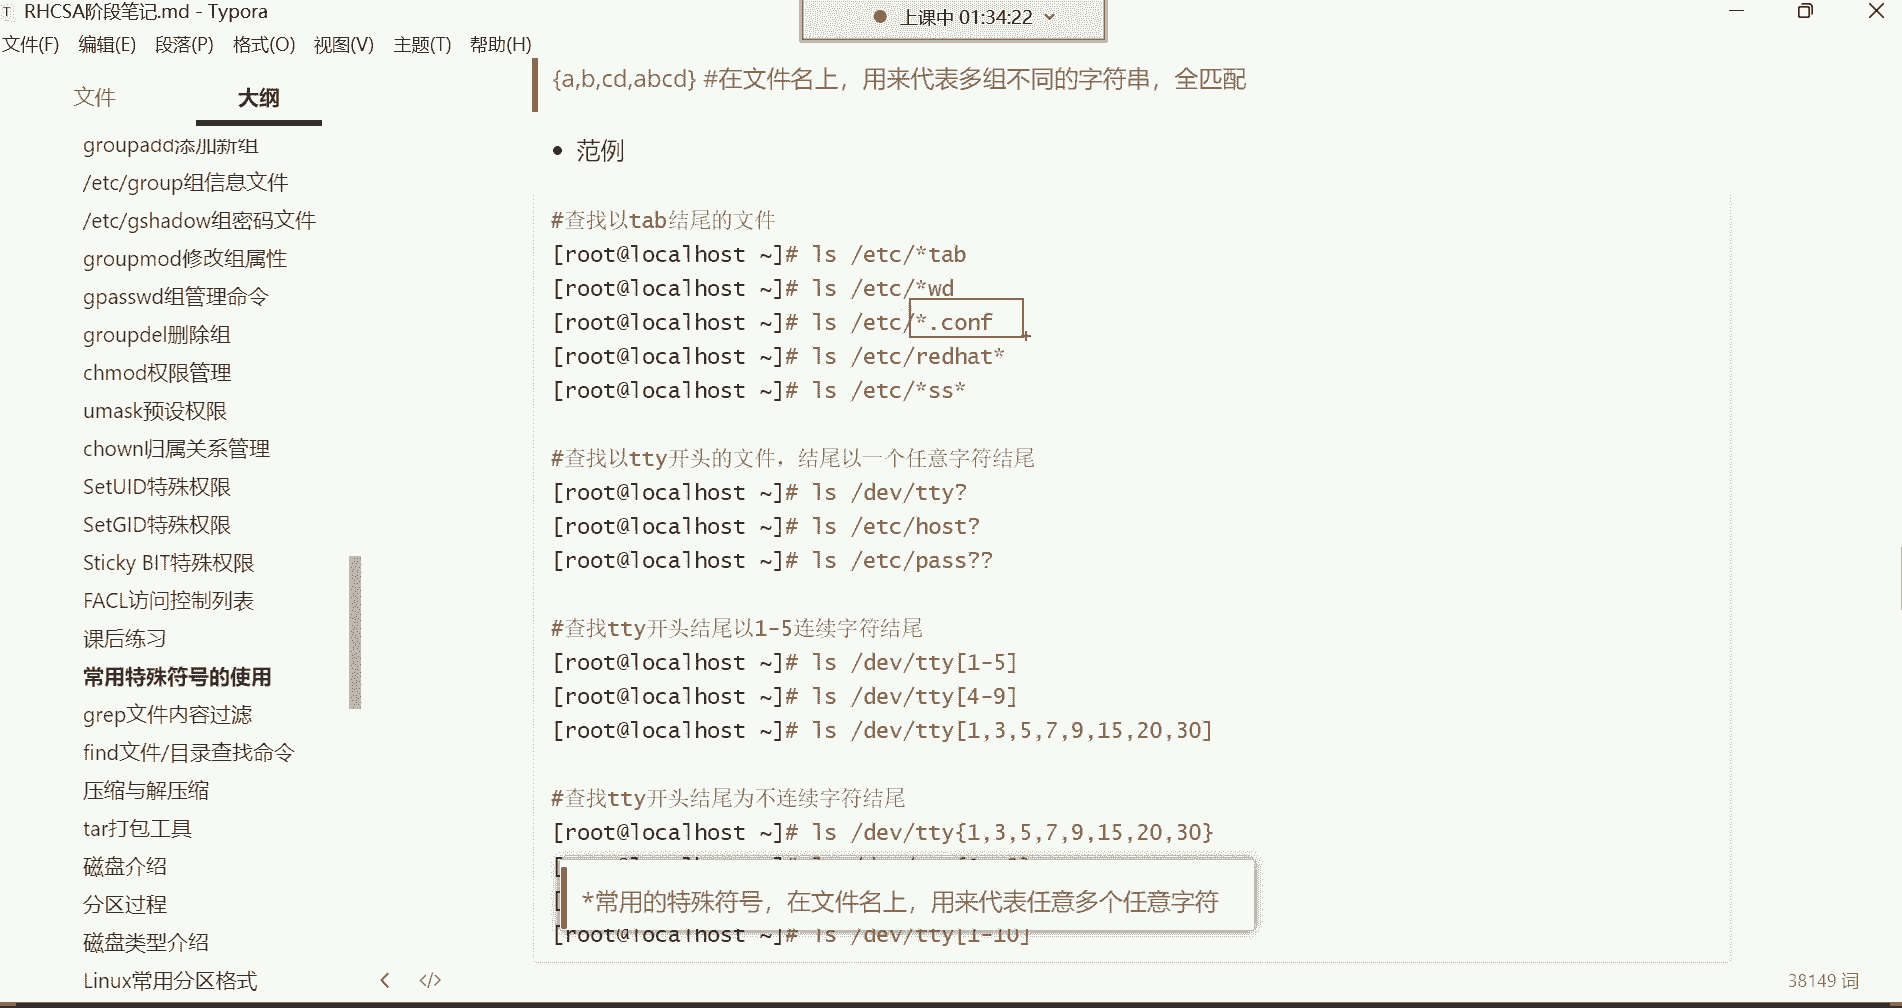 RHCSA阶段笔记.md - Typora
上课中 01:34:22
文件(F) 编辑(E) 段落(P) 格式(O) 视图(V) 主题(T) 帮助(H)
文件 大纲
groupadd添加新组
/etc/group组信息文件
/etc/gshadow组密码文件
groupmod修改组属性
gpasswd组管理命令
groupdel删除组
chmod权限管理
umask预设权限
chown归属关系管理
SetUID特殊权限
SetGID特殊权限
Sticky BIT特殊权限
FACL访问控制列表
课后练习
常用特殊符号的使用
grep文件内容过滤
find文件/目录查找命令
压缩与解压缩
tar打包工具
磁盘介绍
分区过程
磁盘类型介绍
Linux常用分区格式
{a,b,cd,abcd} #在文件名上，用来代表多组不同的字符串，全匹配
范例
#查找以tab结尾的文件
[root@localhost ~]# ls /etc/*tab
[root@localhost ~]# ls /etc/*wd
[root@localhost ~]# ls /etc/*.conf
[root@localhost ~]# ls /etc/redhat*
[root@localhost ~]# ls /etc/*ss*
#查找以tty开头的文件，结尾以一个任意字符结尾
[root@localhost ~]# ls /dev/tty?
[root@localhost ~]# ls /etc/host?
[root@localhost ~]# ls /etc/pass??
#查找tty开头结尾以1-5连续字符结尾
[root@localhost ~]# ls /dev/tty[1-5]
[root@localhost ~]# ls /dev/tty[4-9]
[root@localhost ~]# ls /dev/tty[1,3,5,7,9,15,20,30]
#查找tty开头结尾为不连续字符结尾
[root@localhost ~]# ls /dev/tty{1,3,5,7,9,15,20,30}
*常用的特殊符号，在文件名上，用来代表任意多个任意字符
[root@localhost ~]# ls /dev/tty[1-10]
38149 词